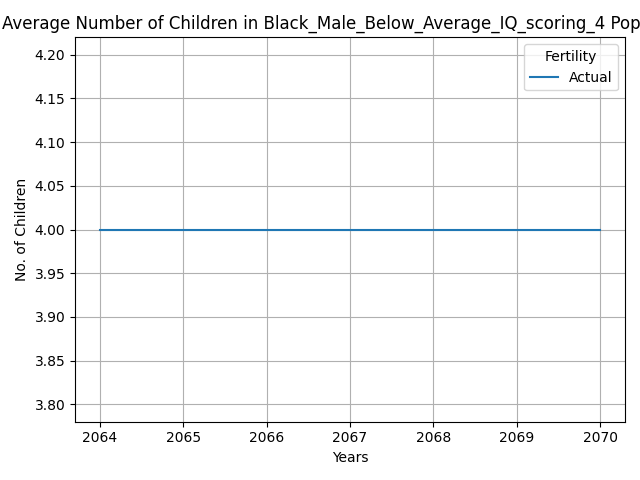 Average Number of Children in Black_Male_Below_Average_IQ_scoring_4 Pop
Fertility
Actual
4.20
4.15
4.10
4.05
4.00
3.95
3.90
3.85
3.80
No. of Children
2064 2065 2066 2067 2068 2069 2070
Years